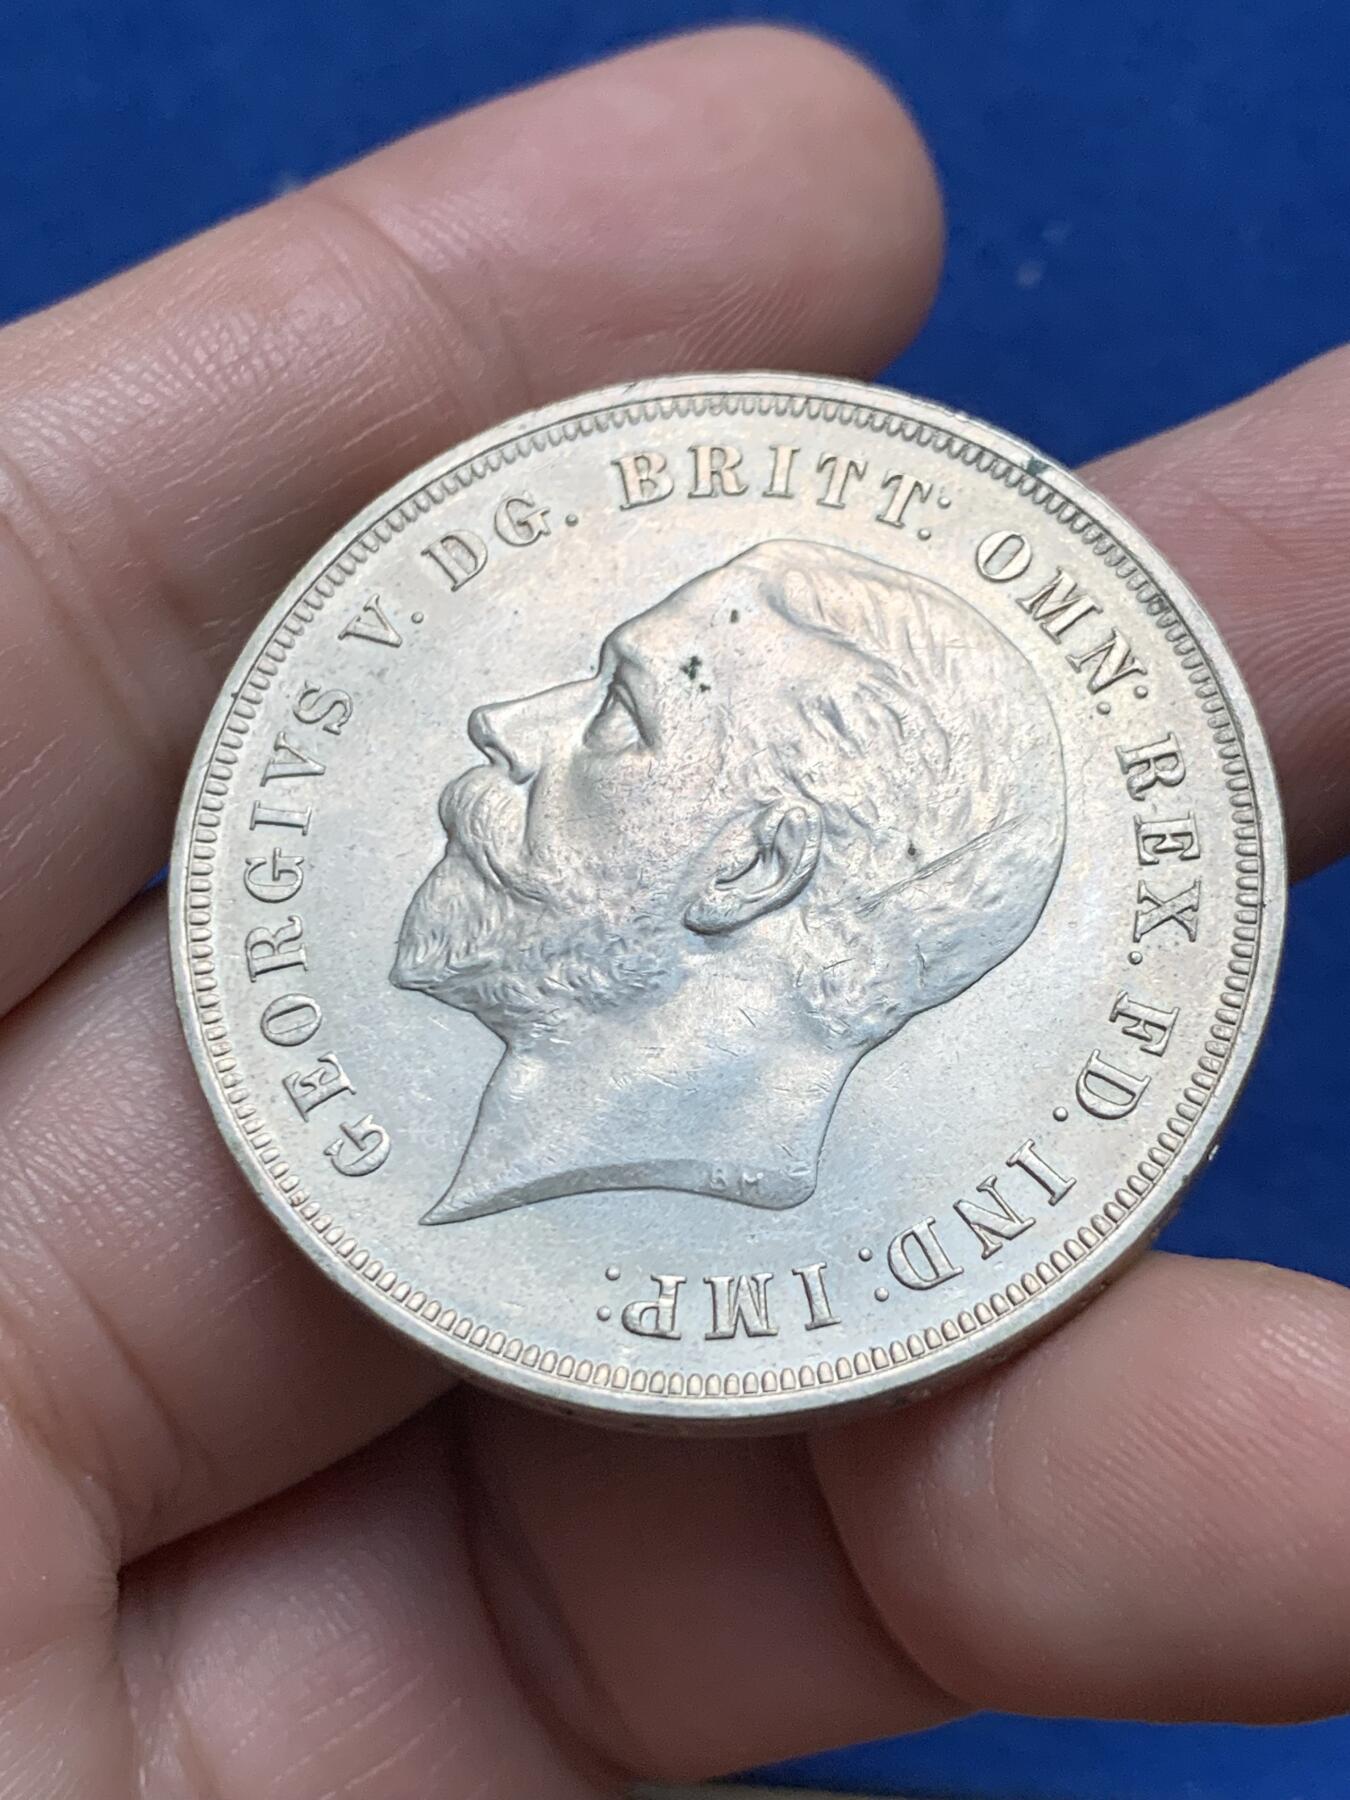 GEORGIVS V. DG. BRITT: OMN: REX. FD. IND: IMP:
BM